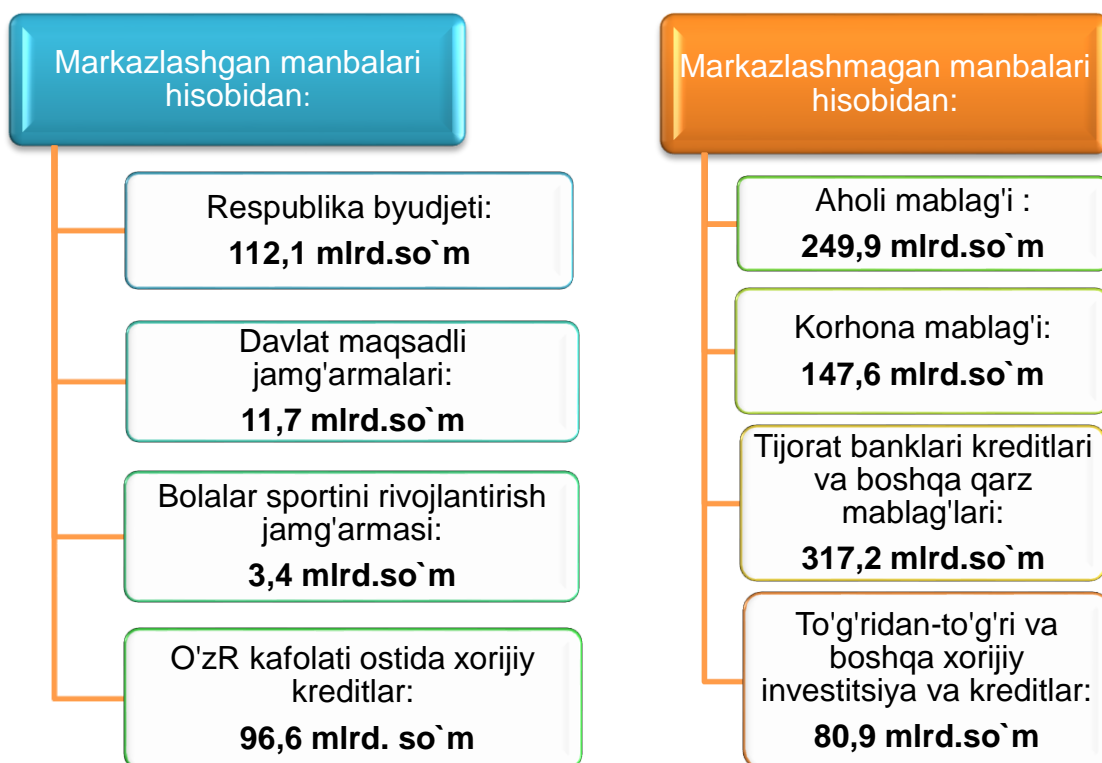 Markazlashgan manbalari
hisobidan:
Respublika byudjeti:
112,1 mlrd.so`m
Davlat maqsadli
jamg'armalari:
11,7 mlrd.so`m
Bolalar sportini rivojlantirish
jamg'armasi:
3,4 mlrd.so`m
O'zR kafolati ostida xorijiy
kreditlar:
96,6 mlrd. so`m
Markazlashmagan manbalari
hisobidan:
Aholi mablag'i :
249,9 mlrd.so`m
Korhona mablag'i:
147,6 mlrd.so`m
Tijorat banklari kreditlari
va boshqa qarz
mablag'lari:
317,2 mlrd.so`m
To'g'ridan-to'g'ri va
boshqa xorijiy
investitsiya va kreditlar:
80,9 mlrd.so`m